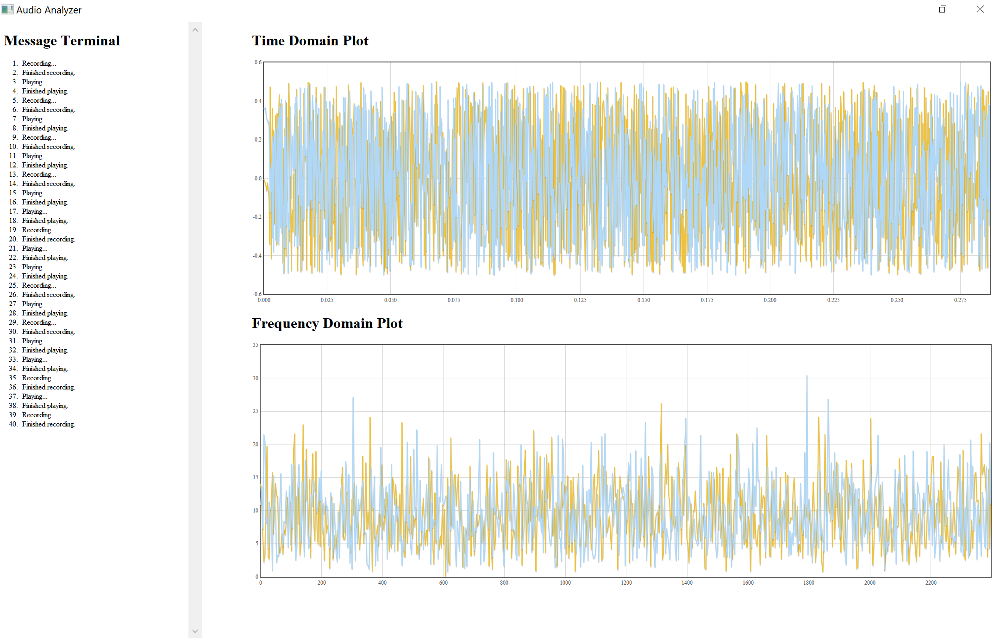 Audio Analyzer
Message Terminal
1. Recording...
2. Finished recording.
3. Playing...
4. Finished playing.
5. Recording...
6. Finished recording.
7. Playing...
8. Finished playing.
9. Recording...
10. Finished recording.
11. Playing...
12. Finished playing.
13. Recording...
14. Finished recording.
15. Playing...
16. Finished playing.
17. Playing...
18. Finished playing.
19. Recording...
20. Finished recording.
21. Playing...
22. Finished playing.
23. Playing...
24. Finished playing.
25. Recording...
26. Finished recording.
27. Playing...
28. Finished playing.
29. Recording...
30. Finished recording.
31. Playing...
32. Finished playing.
33. Playing...
34. Finished playing.
35. Recording...
36. Finished recording.
37. Playing...
38. Finished playing.
39. Recording...
40. Finished recording.
Time Domain Plot
0.6
0.4
0.2
0.0
-0.2
-0.4
-0.6
0.000 0.025 0.050 0.075 0.100 0.125 0.150 0.175 0.200 0.225 0.250 0.275
Frequency Domain Plot
35
30
25
20
15
10
5
0
0 200 400 600 800 1000 1200 1400 1600 1800 2000 2200